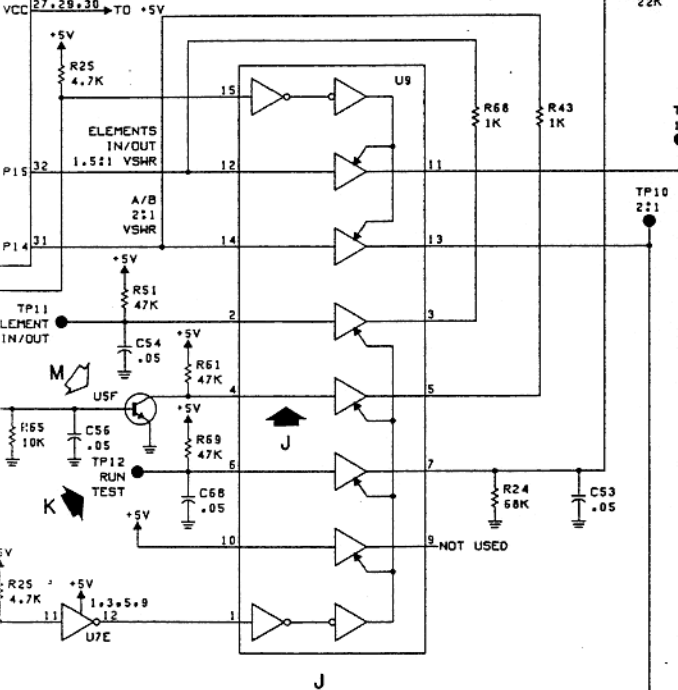 VCC 27.29.30 TO +5V
22K
+5V
R25
4.7K
U9
15
R66
1K
R43
1K
ELEMENTS
IN/OUT
1.5:1 VSWR
P15 32
12
11
A/B
2:1
VSWR
TP10
2:1
P14 31
14
13
+5V
R51
47K
TP11
LEMENT
IN/OUT
2
3
C54
.05
+5V
M
R61
47K
U5F
4
5
+5V
J
R65
10K
C56
.05
R69
47K
TP12
RUN
TEST
6
7
K
C68
.05
R24
68K
C53
.05
+5V
10
9 NOT USED
R25
4.7K
+5V
1.3.5.9
11
12
1
U7E
J